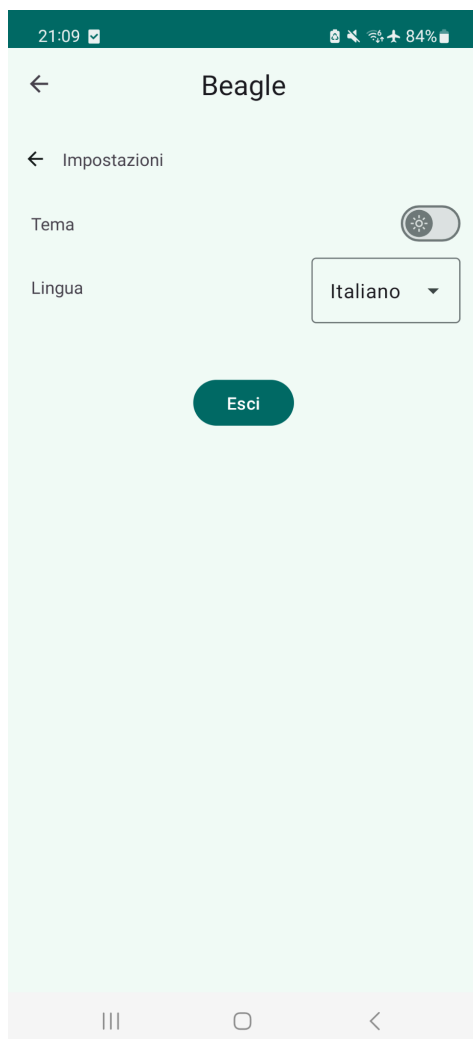 21:09
84%
Beagle
Impostazioni
Tema
Lingua
Italiano
Esci